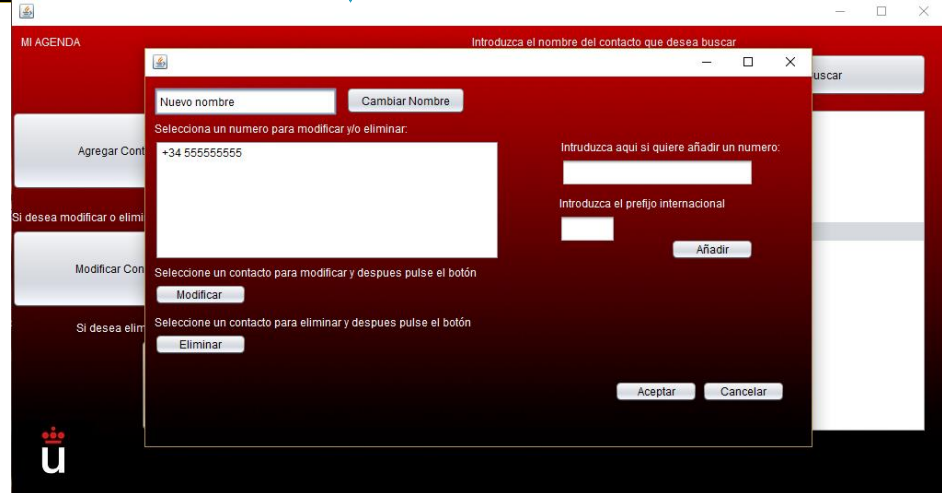 MI AGENDA
Introduzca el nombre del contacto que desea buscar
uscar
Agregar Cont
Si desea modificar o elimi
Modificar Con
Si desea elim
Nuevo nombre
Cambiar Nombre
Selecciona un numero para modificar y/o eliminar:
+34 555555555
Intruduzca aqui si quiere añadir un numero:
Introduzca el prefijo internacional
Añadir
Seleccione un contacto para modificar y despues pulse el botón
Modificar
Seleccione un contacto para eliminar y despues pulse el botón
Eliminar
Aceptar
Cancelar
u